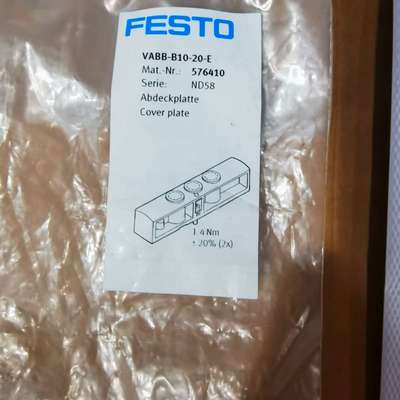 FESTO
VABB-B10-20-E
Mat.-Nr.: 576410
Serie: ND58
Abdeckplatte
Cover plate
1.4 Nm
± 20% (2x)